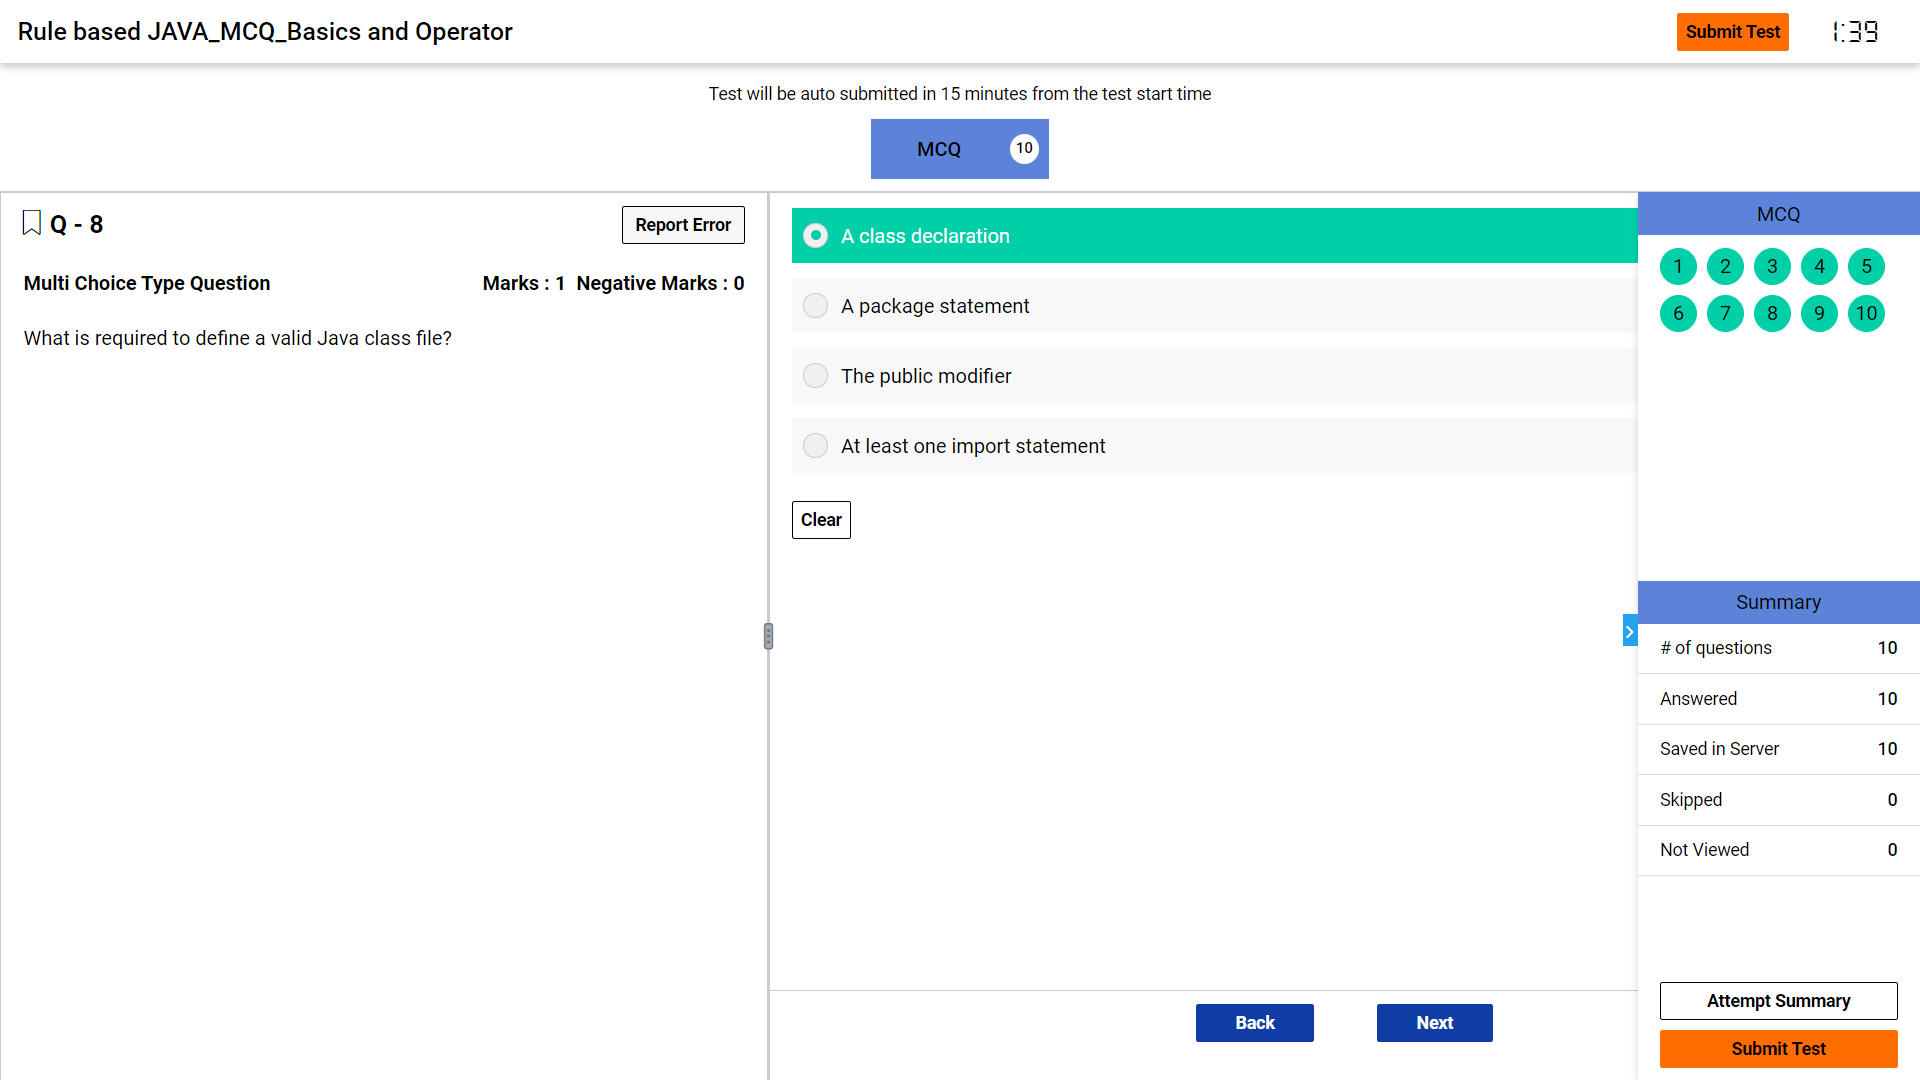 Rule based JAVA_MCQ_Basics and Operator
Submit Test
1:39
Test will be auto submitted in 15 minutes from the test start time
MCQ 10
Q - 8
Report Error
Multi Choice Type Question
Marks : 1 Negative Marks : 0
What is required to define a valid Java class file?
A class declaration
A package statement
The public modifier
At least one import statement
Clear
Back
Next
MCQ
1 2 3 4 5
6 7 8 9 10
Summary
# of questions 10
Answered 10
Saved in Server 10
Skipped 0
Not Viewed 0
Attempt Summary
Submit Test